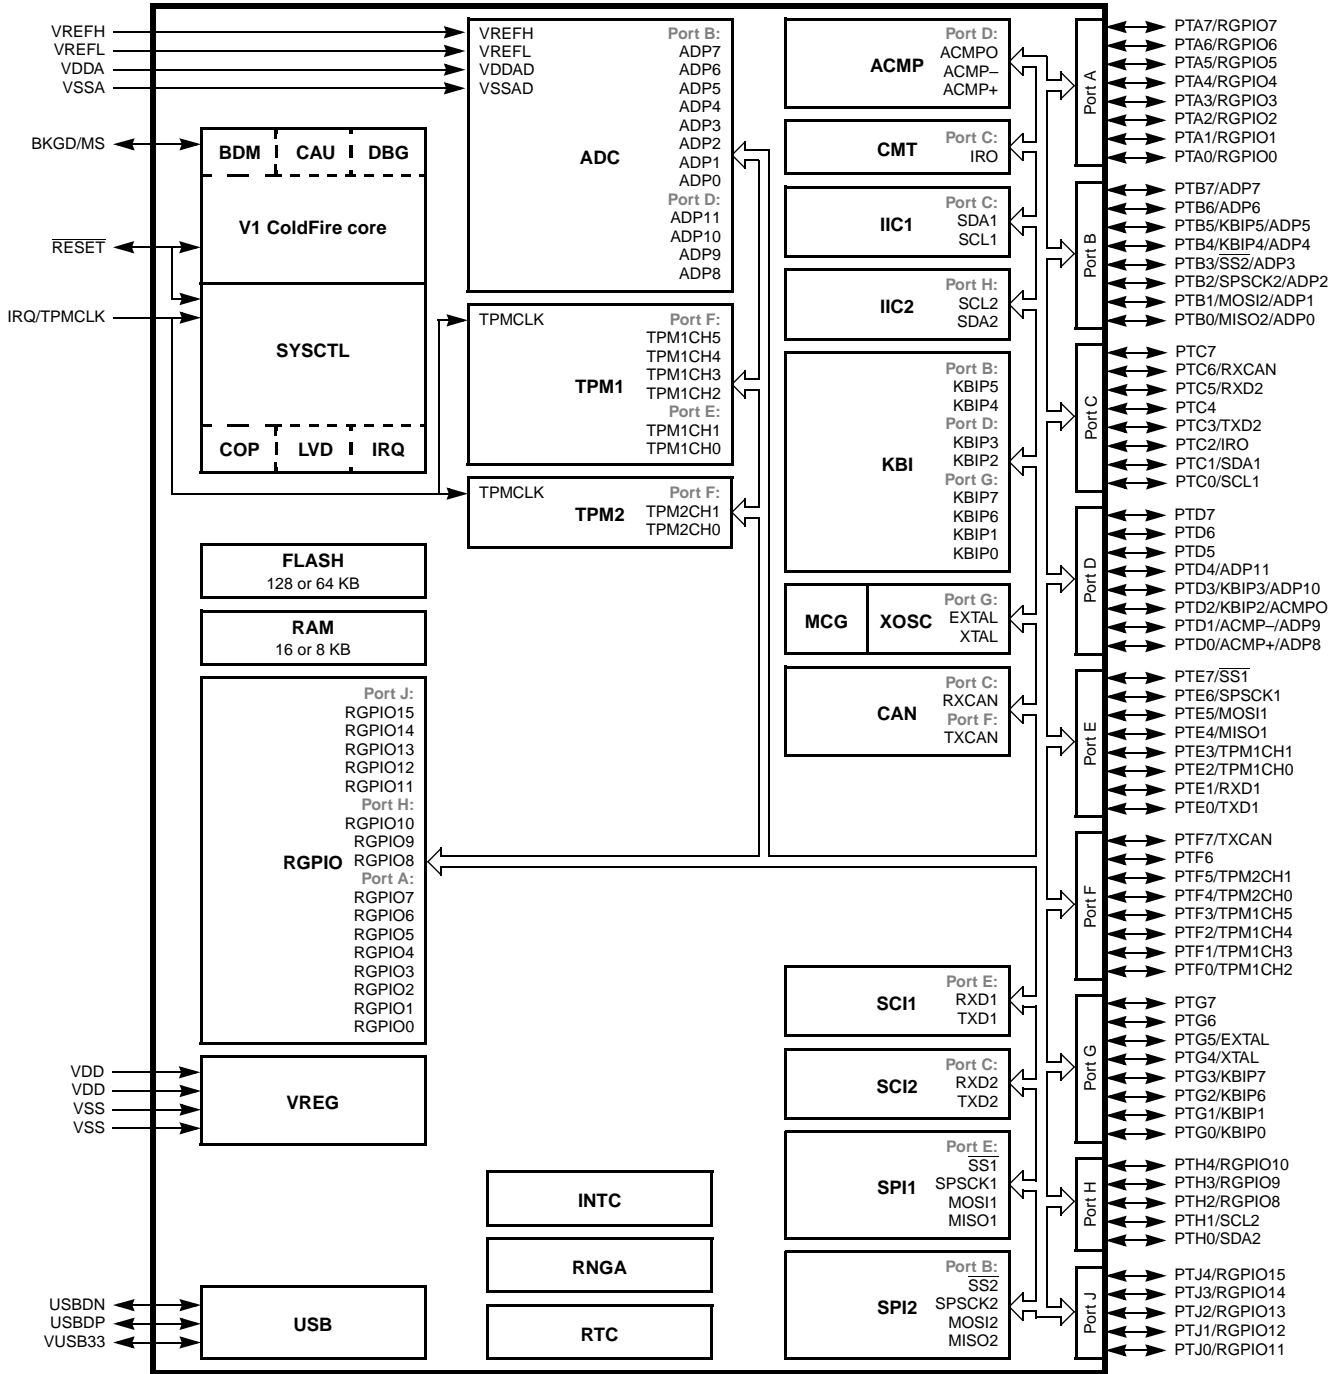 VREFH
VREFL
VDDA
VSSA
BKGD/MS
RESET
IRQ/TPMCLK
BDM
CAU
DBG
V1 ColdFire core
SYSCTL
COP
LVD
IRQ
FLASH
128 or 64 KB
RAM
16 or 8 KB
RGPIO
Port J:
RGPIO15
RGPIO14
RGPIO13
RGPIO12
RGPIO11
Port H:
RGPIO10
RGPIO9
RGPIO8
Port A:
RGPIO7
RGPIO6
RGPIO5
RGPIO4
RGPIO3
RGPIO2
RGPIO1
RGPIO0
VDD
VDD
VSS
VSS
VREG
USBDN
USBDP
VUSB33
USB
VREFH
VREFL
VDDAD
VSSAD
ADC
Port B:
ADP7
ADP6
ADP5
ADP4
ADP3
ADP2
ADP1
ADP0
Port D:
ADP11
ADP10
ADP9
ADP8
TPMCLK
TPM1
Port F:
TPM1CH5
TPM1CH4
TPM1CH3
TPM1CH2
Port E:
TPM1CH1
TPM1CH0
TPMCLK
TPM2
Port F:
TPM2CH1
TPM2CH0
INTC
RNGA
RTC
ACMP
Port D:
ACMPO
ACMP–
ACMP+
CMT
Port C:
IRO
IIC1
Port C:
SDA1
SCL1
IIC2
Port H:
SCL2
SDA2
KBI
Port B:
KBIP5
KBIP4
Port D:
KBIP3
KBIP2
Port G:
KBIP7
KBIP6
KBIP1
KBIP0
MCG
XOSC
Port G:
EXTAL
XTAL
CAN
Port C:
RXCAN
Port F:
TXCAN
SCI1
Port E:
RXD1
TXD1
SCI2
Port C:
RXD2
TXD2
SPI1
Port E:
SS1
SPSCK1
MOSI1
MISO1
SPI2
Port B:
SS2
SPSCK2
MOSI2
MISO2
Port A
PTA7/RGPIO7
PTA6/RGPIO6
PTA5/RGPIO5
PTA4/RGPIO4
PTA3/RGPIO3
PTA2/RGPIO2
PTA1/RGPIO1
PTA0/RGPIO0
Port B
PTB7/ADP7
PTB6/ADP6
PTB5/KBIP5/ADP5
PTB4/KBIP4/ADP4
PTB3/SS2/ADP3
PTB2/SPSCK2/ADP2
PTB1/MOSI2/ADP1
PTB0/MISO2/ADP0
Port C
PTC7
PTC6/RXCAN
PTC5/RXD2
PTC4
PTC3/TXD2
PTC2/IRO
PTC1/SDA1
PTC0/SCL1
Port D
PTD7
PTD6
PTD5
PTD4/ADP11
PTD3/KBIP3/ADP10
PTD2/KBIP2/ACMPO
PTD1/ACMP–/ADP9
PTD0/ACMP+/ADP8
Port E
PTE7/SS1
PTE6/SPSCK1
PTE5/MOSI1
PTE4/MISO1
PTE3/TPM1CH1
PTE2/TPM1CH0
PTE1/RXD1
PTE0/TXD1
Port F
PTF7/TXCAN
PTF6
PTF5/TPM2CH1
PTF4/TPM2CH0
PTF3/TPM1CH5
PTF2/TPM1CH4
PTF1/TPM1CH3
PTF0/TPM1CH2
Port G
PTG7
PTG6
PTG5/EXTAL
PTG4/XTAL
PTG3/KBIP7
PTG2/KBIP6
PTG1/KBIP1
PTG0/KBIP0
Port H
PTH4/RGPIO10
PTH3/RGPIO9
PTH2/RGPIO8
PTH1/SCL2
PTH0/SDA2
Port J
PTJ4/RGPIO15
PTJ3/RGPIO14
PTJ2/RGPIO13
PTJ1/RGPIO12
PTJ0/RGPIO11